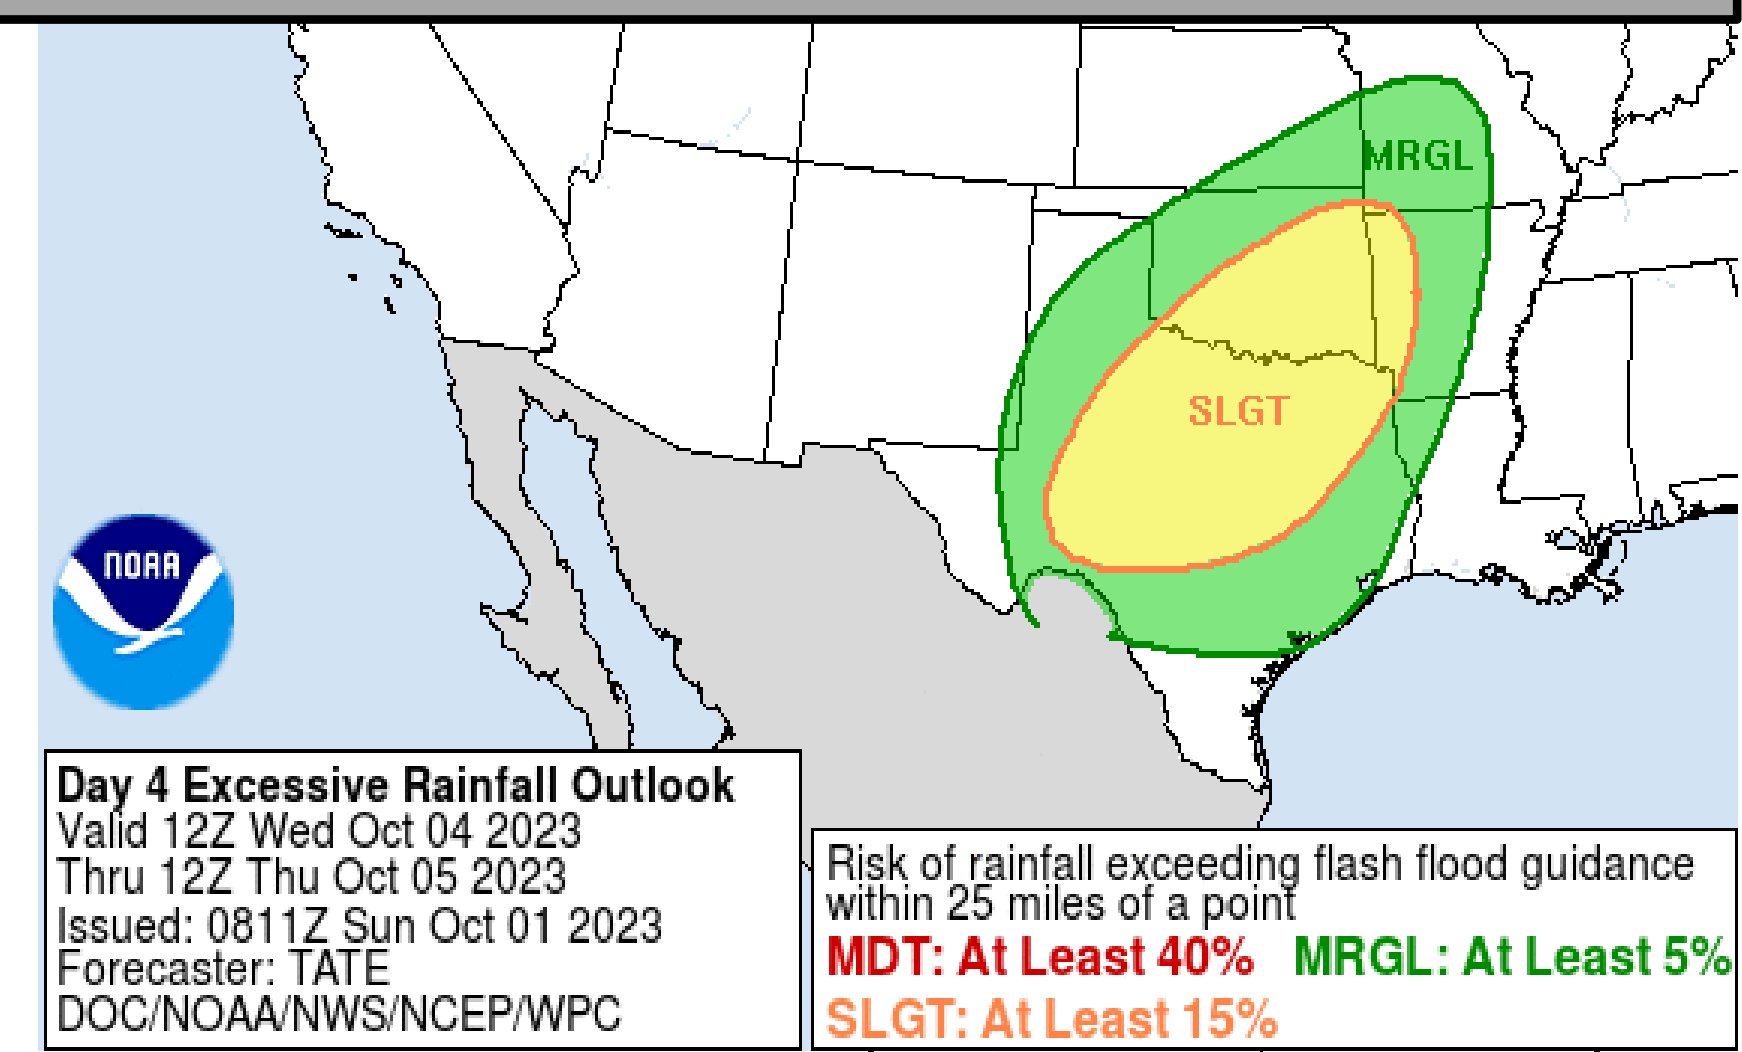 MRGL
SLGT
NOAA
Day 4 Excessive Rainfall Outlook
Valid 12Z Wed Oct 04 2023
Thru 12Z Thu Oct 05 2023
Issued: 0811Z Sun Oct 01 2023
Forecaster: TATE
DOC/NOAA/NWS/NCEP/WPC
Risk of rainfall exceeding flash flood guidance
within 25 miles of a point
MDT: At Least 40% MRGL: At Least 5%
SLGT: At Least 15%